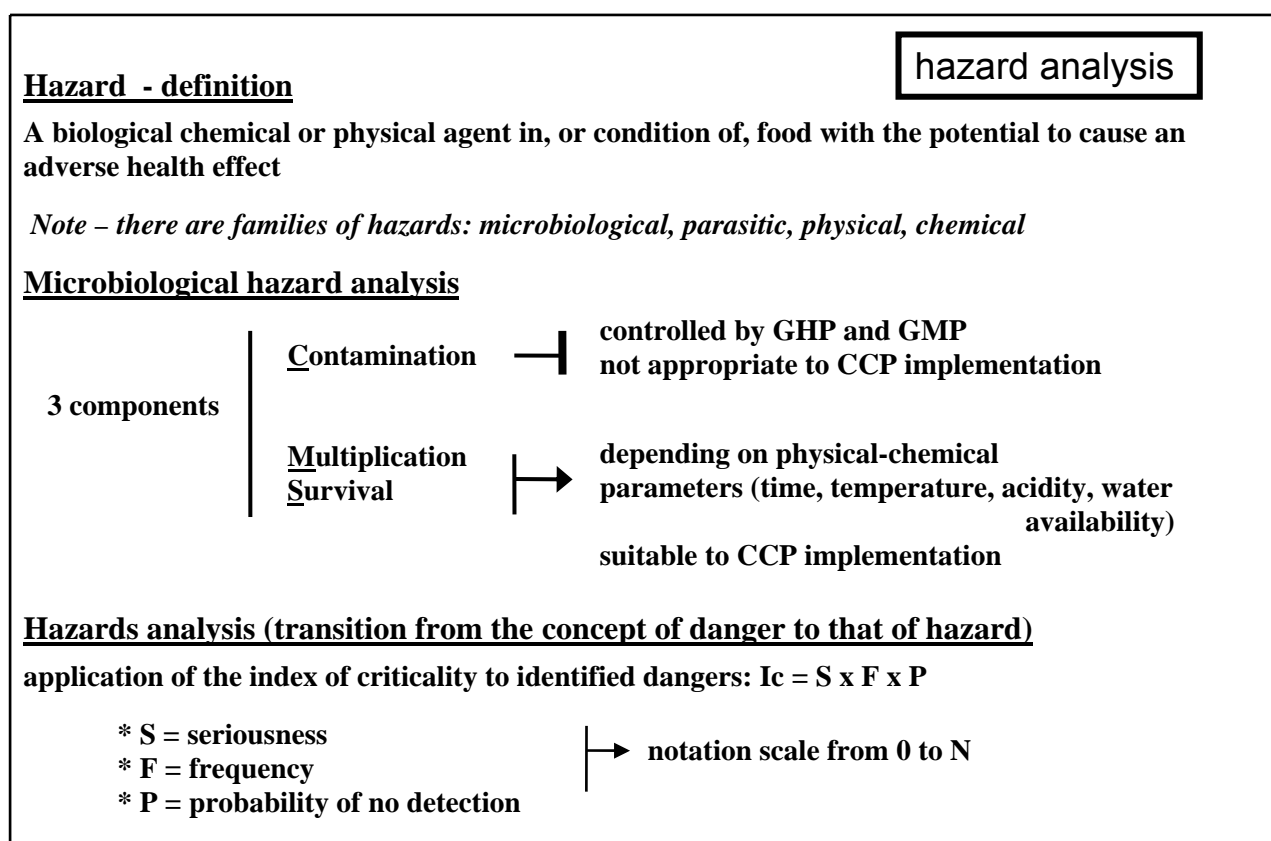 hazard analysis
Hazard - definition
A biological chemical or physical agent in, or condition of, food with the potential to cause an
adverse health effect
Note – there are families of hazards: microbiological, parasitic, physical, chemical
Microbiological hazard analysis
3 components
Contamination
controlled by GHP and GMP
not appropriate to CCP implementation
Multiplication
Survival
depending on physical-chemical
parameters (time, temperature, acidity, water
availability)
suitable to CCP implementation
Hazards analysis (transition from the concept of danger to that of hazard)
application of the index of criticality to identified dangers: Ic = S x F x P
* S = seriousness
* F = frequency
* P = probability of no detection
notation scale from 0 to N